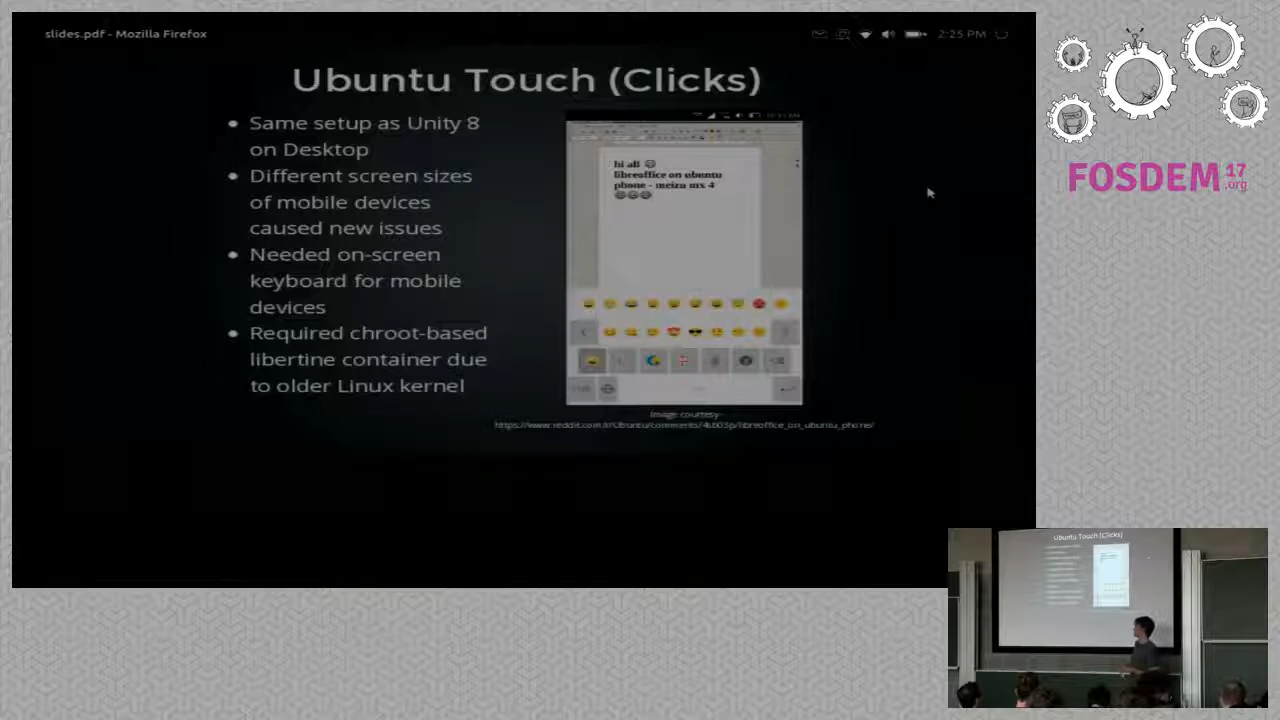 slides.pdf - Mozilla Firefox
2:25 PM
Ubuntu Touch (Clicks)
• Same setup as Unity 8
on Desktop
• Different screen sizes
of mobile devices
caused new issues
• Needed on-screen
keyboard for mobile
devices
• Required chroot-based
libertine container due
to older Linux kernel
hi all
libreoffice on ubuntu
phone - meizu mx 4
Image courtesy-
FOSDEM 17
.org
Ubuntu Touch (Clicks)